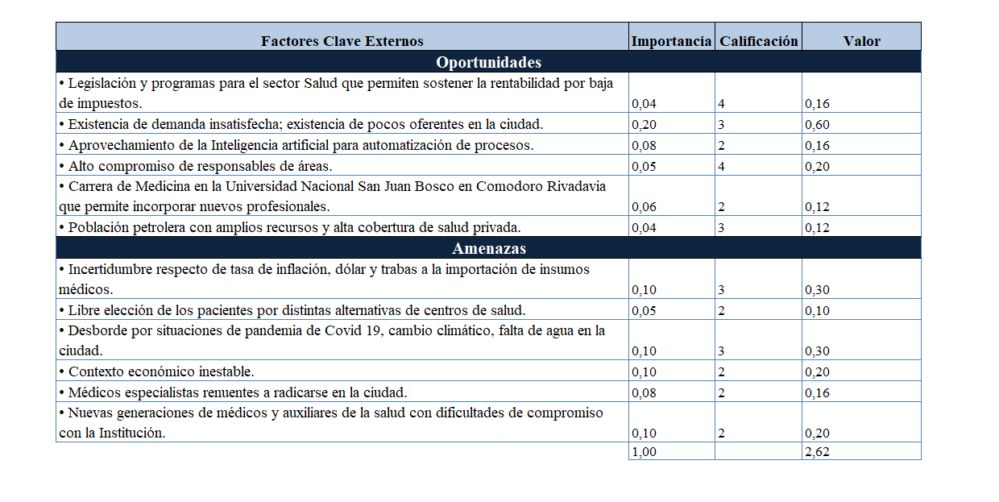 Factores Clave Externos Importancia Calificación Valor
Oportunidades
• Legislación y programas para el sector Salud que permiten sostener la rentabilidad por baja
de impuestos. 0,04 4 0,16
• Existencia de demanda insatisfecha; existencia de pocos oferentes en la ciudad. 0,20 3 0,60
• Aprovechamiento de la Inteligencia artificial para automatización de procesos. 0,08 2 0,16
• Alto compromiso de responsables de áreas. 0,05 4 0,20
• Carrera de Medicina en la Universidad Nacional San Juan Bosco en Comodoro Rivadavia
que permite incorporar nuevos profesionales. 0,06 2 0,12
• Población petrolera con amplios recursos y alta cobertura de salud privada. 0,04 3 0,12
Amenazas
• Incertidumbre respecto de tasa de inflación, dólar y trabas a la importación de insumos
médicos. 0,10 3 0,30
• Libre elección de los pacientes por distintas alternativas de centros de salud. 0,05 2 0,10
• Desborde por situaciones de pandemia de Covid 19, cambio climático, falta de agua en la
ciudad. 0,10 3 0,30
• Contexto económico inestable. 0,10 2 0,20
• Médicos especialistas renuentes a radicarse en la ciudad. 0,08 2 0,16
• Nuevas generaciones de médicos y auxiliares de la salud con dificultades de compromiso
con la Institución. 0,10 2 0,20
1,00 2,62